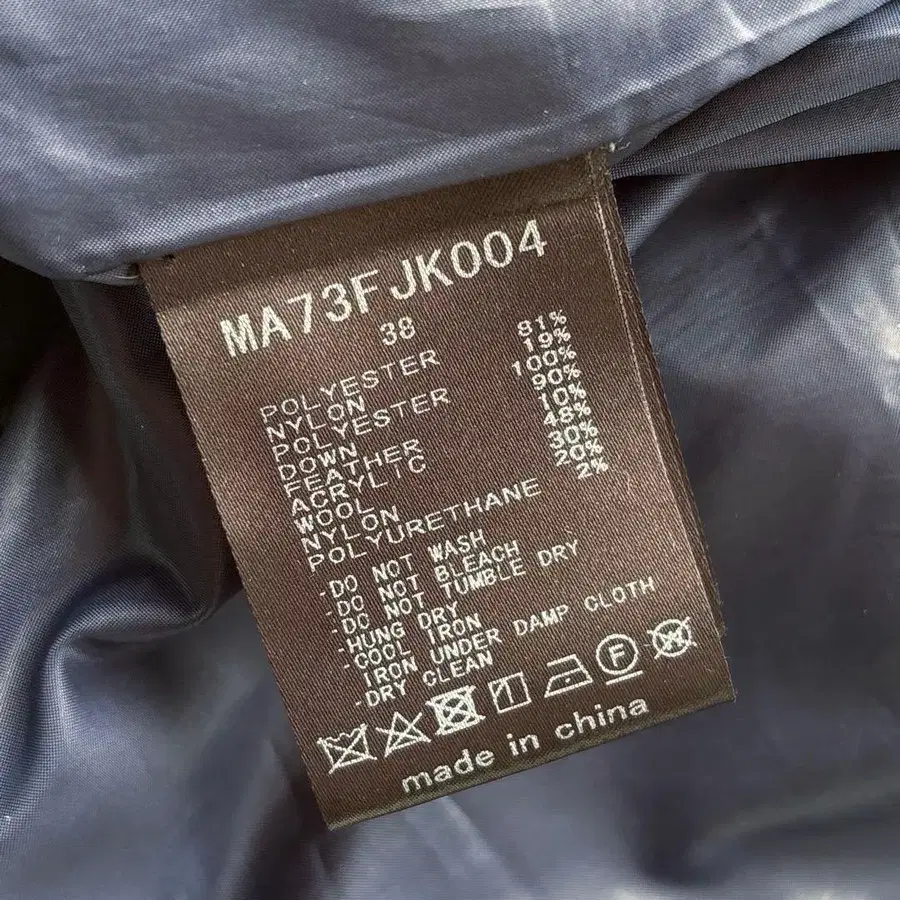 MA73FJK004
38
POLYESTER 81%
NYLON 19%
POLYESTER 100%
DOWN 90%
FEATHER 10%
ACRYLIC 48%
WOOL 30%
NYLON 20%
POLYURETHANE 2%
-DO NOT WASH
-DO NOT BLEACH
-DO NOT TUMBLE DRY
-HUNG DRY
-COOL IRON
IRON UNDER DAMP CLOTH
-DRY CLEAN
F W
made in china